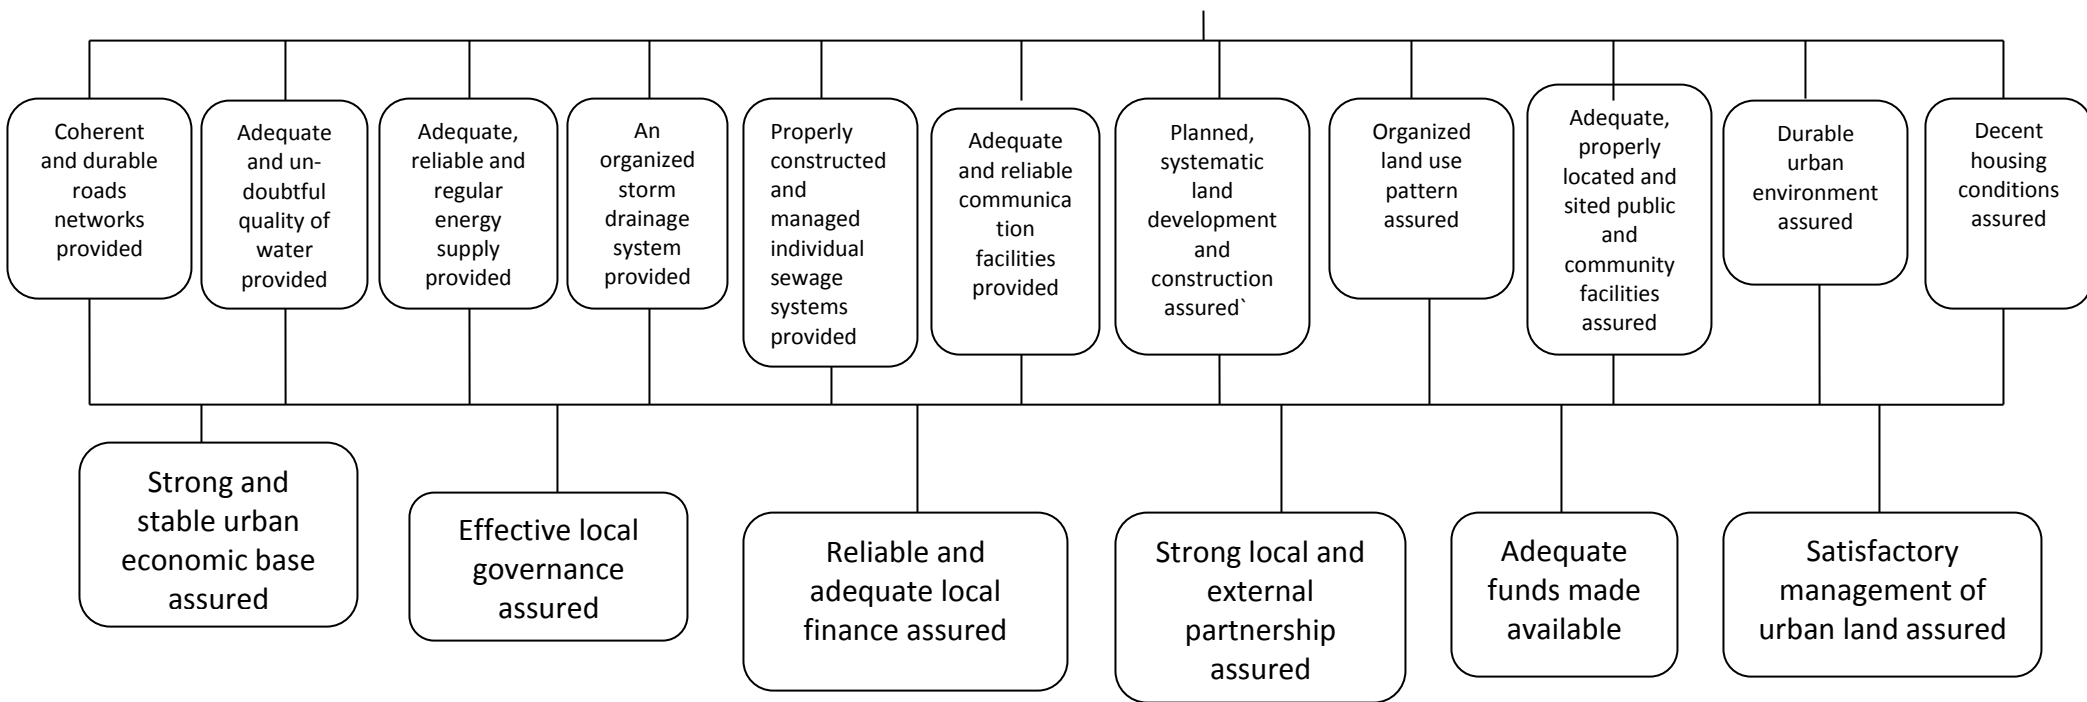 Coherent
and durable
roads
networks
provided
Adequate
and un-
doubtful
quality of
water
provided
Adequate,
reliable and
regular
energy
supply
provided
An
organized
storm
drainage
system
provided
Properly
constructed
and
managed
individual
sewage
systems
provided
Adequate
and reliable
communica
tion
facilities
provided
Planned,
systematic
land
development
and
construction
assured`
Organized
land use
pattern
assured
Adequate,
properly
located and
sited public
and
community
facilities
assured
Durable
urban
environment
assured
Decent
housing
conditions
assured
Strong and
stable urban
economic base
assured
Effective local
governance
assured
Reliable and
adequate local
finance assured
Strong local and
external
partnership
assured
Adequate
funds made
available
Satisfactory
management of
urban land assured